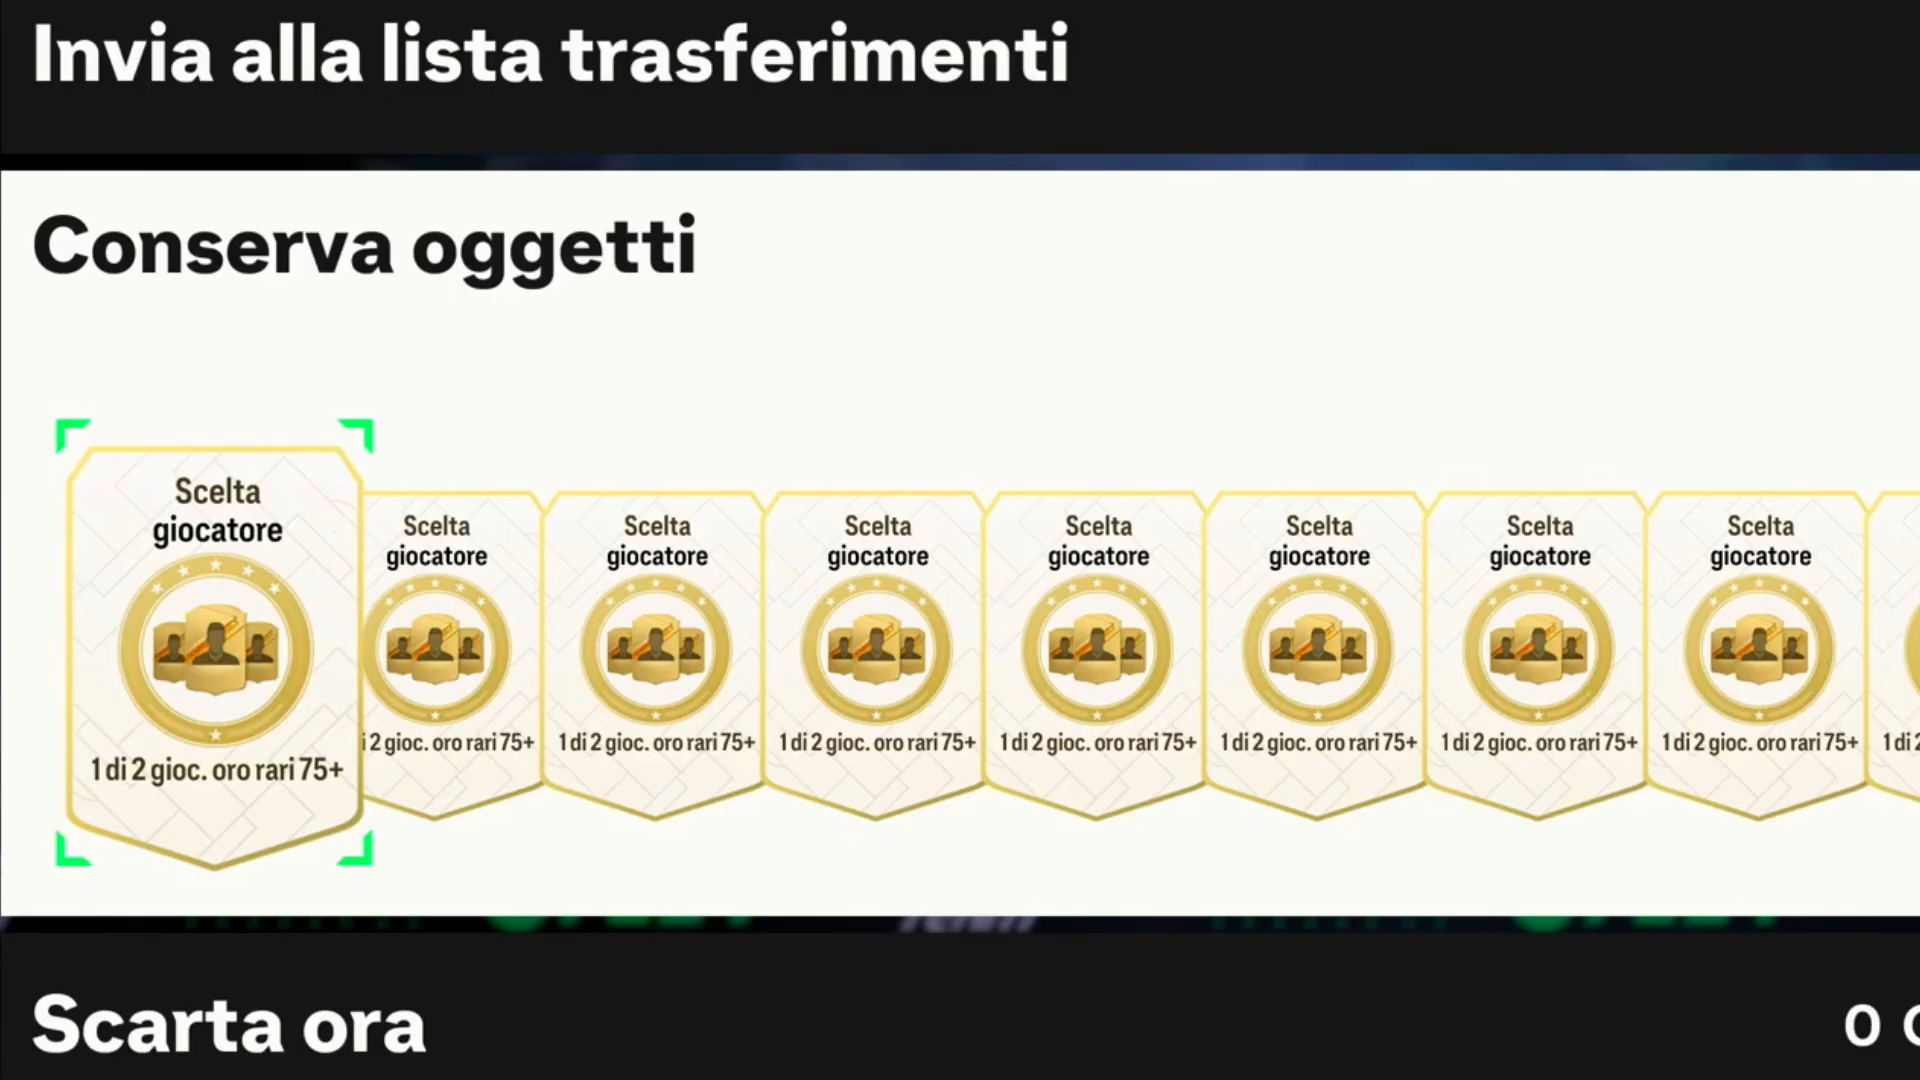 Invia alla lista trasferimenti
Conserva oggetti
Scelta
giocatore
1 di 2 gioc. oro rari 75+
Scelta
giocatore
i 2 gioc. oro rari 75+
Scelta
giocatore
1 di 2 gioc. oro rari 75+
Scelta
giocatore
1 di 2 gioc. oro rari 75+
Scelta
giocatore
1 di 2 gioc. oro rari 75+
Scelta
giocatore
1 di 2 gioc. oro rari 75+
Scelta
giocatore
1 di 2 gioc. oro rari 75+
Scelta
giocatore
1 di 2 gioc. oro rari 75+
1 di 2
Scarta ora
0